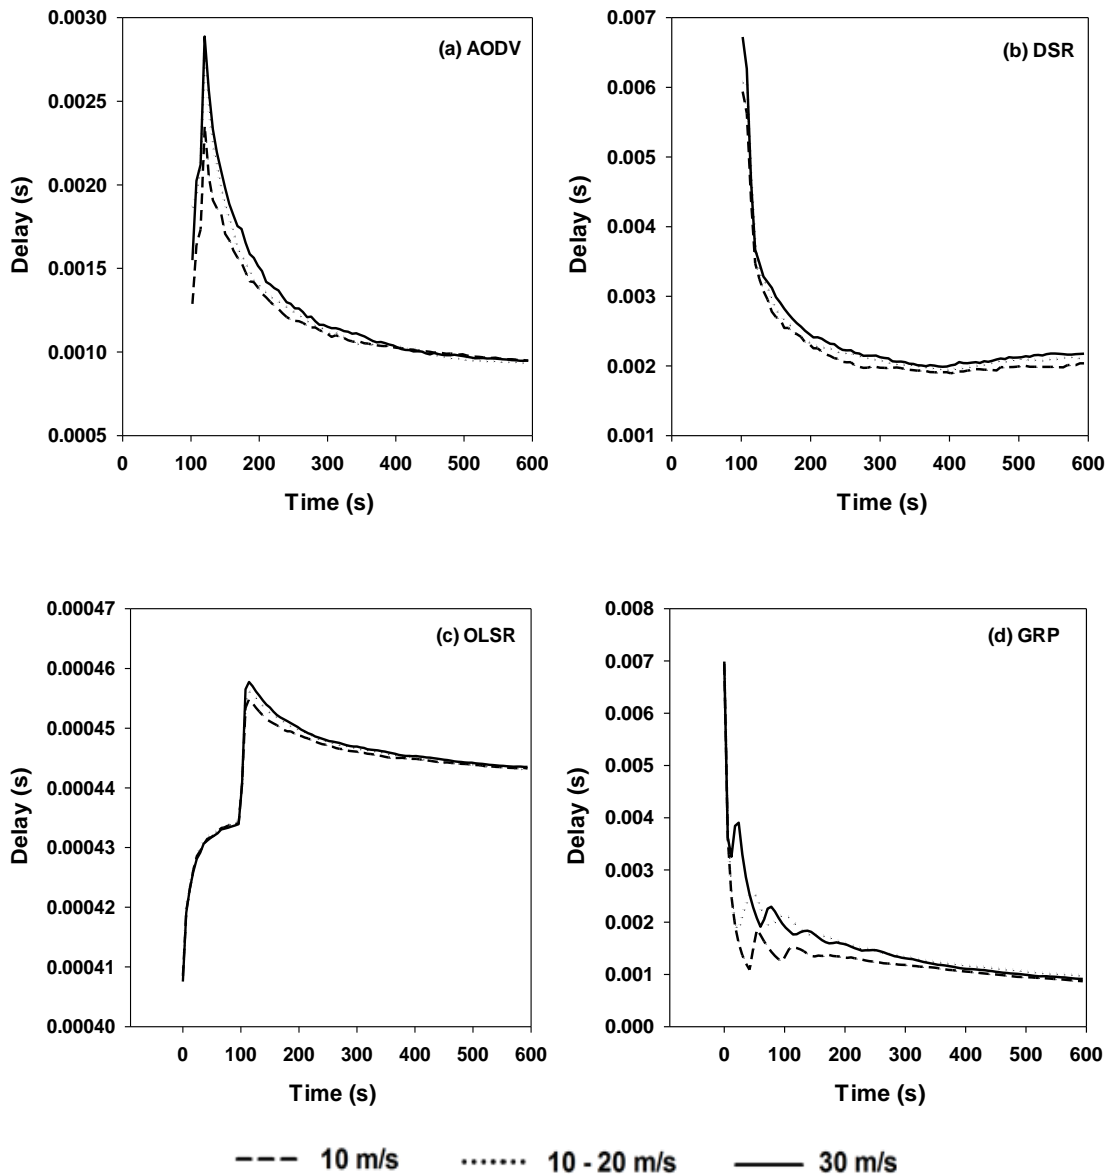 (a) AODV
0.0030
0.0025
0.0020
0.0015
0.0010
0.0005
Delay (s)
0 100 200 300 400 500 600
Time (s)
(b) DSR
0.007
0.006
0.005
0.004
0.003
0.002
0.001
Delay (s)
0 100 200 300 400 500 600
Time (s)
(c) OLSR
0.00047
0.00046
0.00045
0.00044
0.00043
0.00042
0.00041
0.00040
Delay (s)
0 100 200 300 400 500 600
Time (s)
(d) GRP
0.008
0.007
0.006
0.005
0.004
0.003
0.002
0.001
0.000
Delay (s)
0 100 200 300 400 500 600
Time (s)
10 m/s 10 - 20 m/s 30 m/s